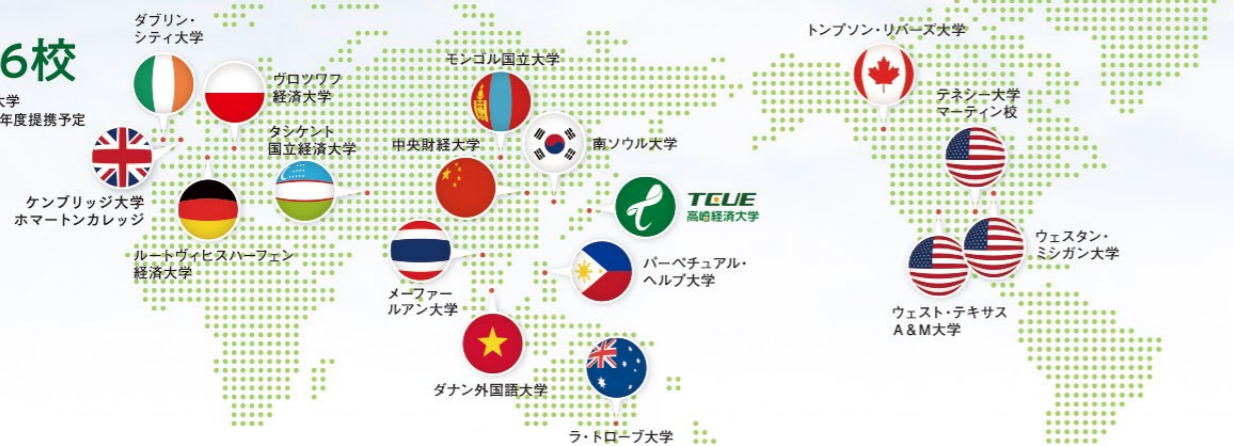 6校
大学
年度提携予定
ダブリン・
シティ大学
ヴロツワフ
経済大学
タシケント
国立経済大学
ケンブリッジ大学
ホマートンカレッジ
ルートヴィヒスハーフェン
経済大学
モンゴル国立大学
中央財経大学
南ソウル大学
TCUE
高崎経済大学
メーファー
ルアン大学
パーペチュアル・
ヘルプ大学
ダナン外国語大学
ラ・トローブ大学
トンプソン・リバーズ大学
テネシー大学
マーティン校
ウェスタン・
ミシガン大学
ウェスト・テキサス
A&M大学